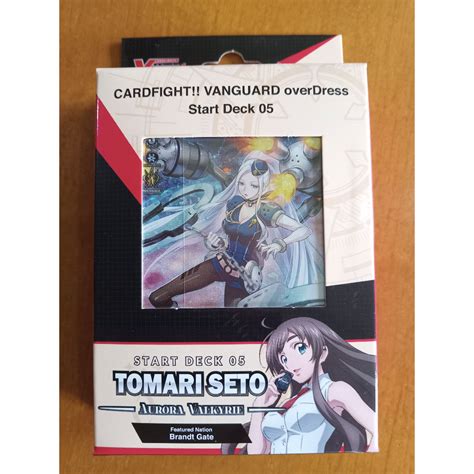 CARDFIGHT!! VANGUARD overDress
Start Deck 05
START DECK 05
TOMARI SETO
AURORA VALKYRIE
Featured Nation
Brandt Gate